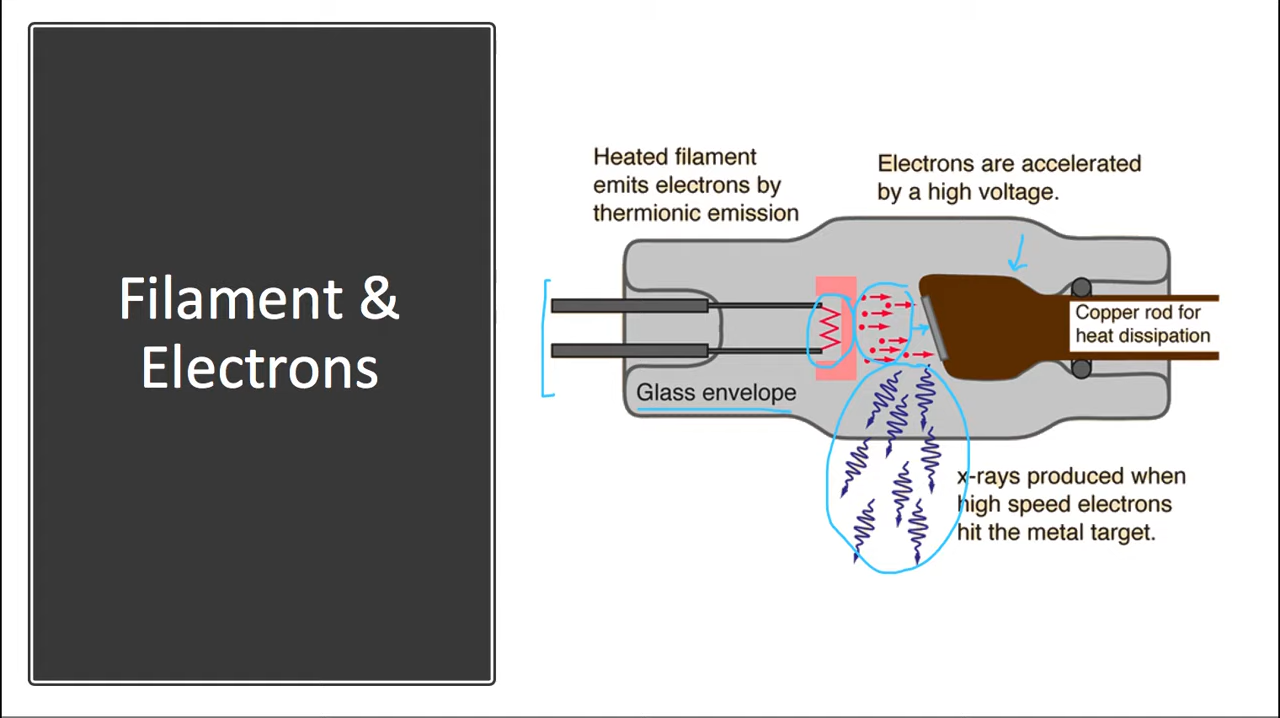 Filament &
Electrons
Heated filament
emits electrons by
thermionic emission
Electrons are accelerated
by a high voltage.
Copper rod for
heat dissipation
Glass envelope
x-rays produced when
high speed electrons
hit the metal target.